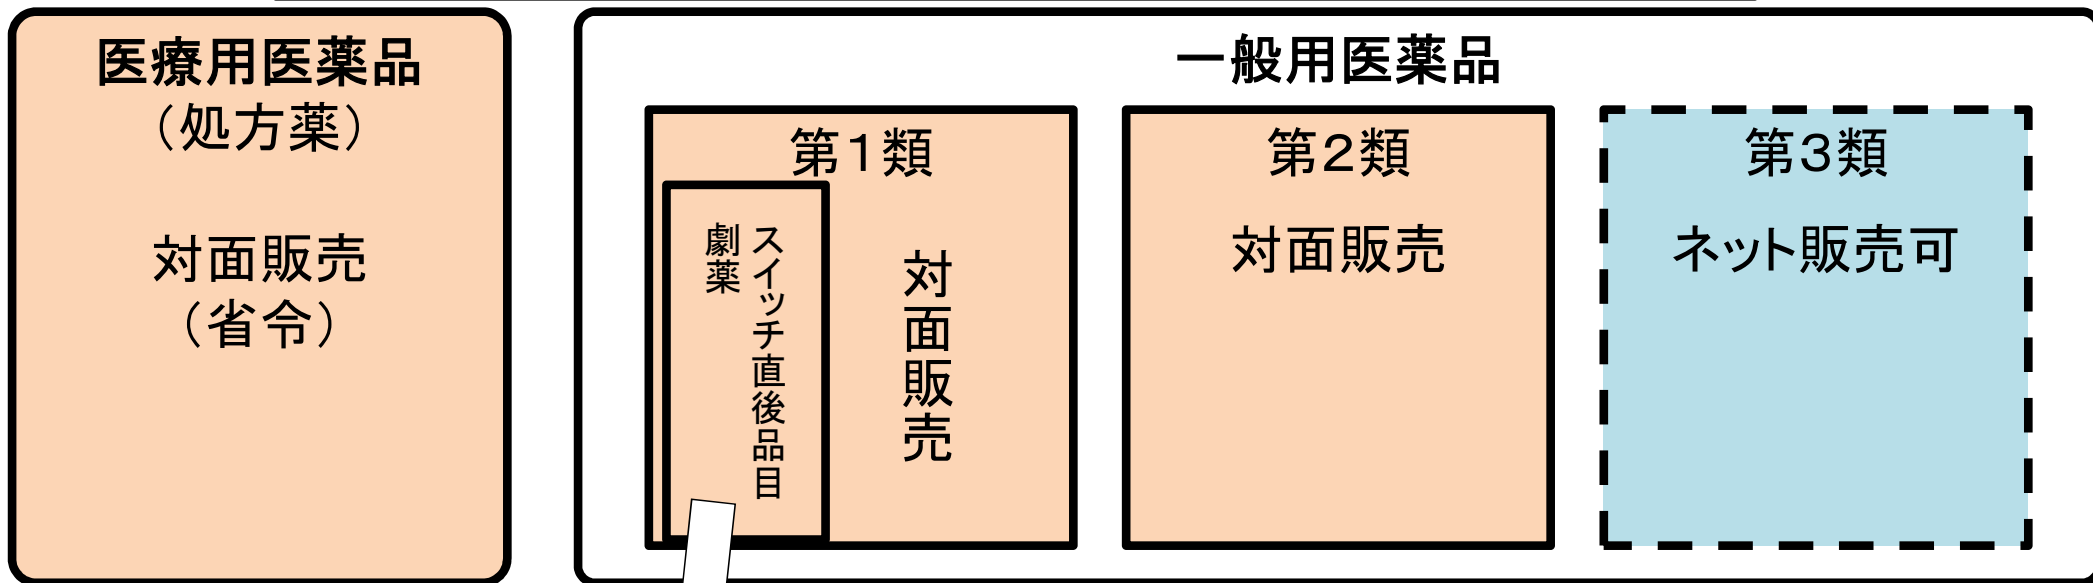 医療用医薬品
（処方薬）
対面販売
（省令）
一般用医薬品
第１類
スイッチ直後品目
劇薬
対面販売
第２類
対面販売
第３類
ネット販売可